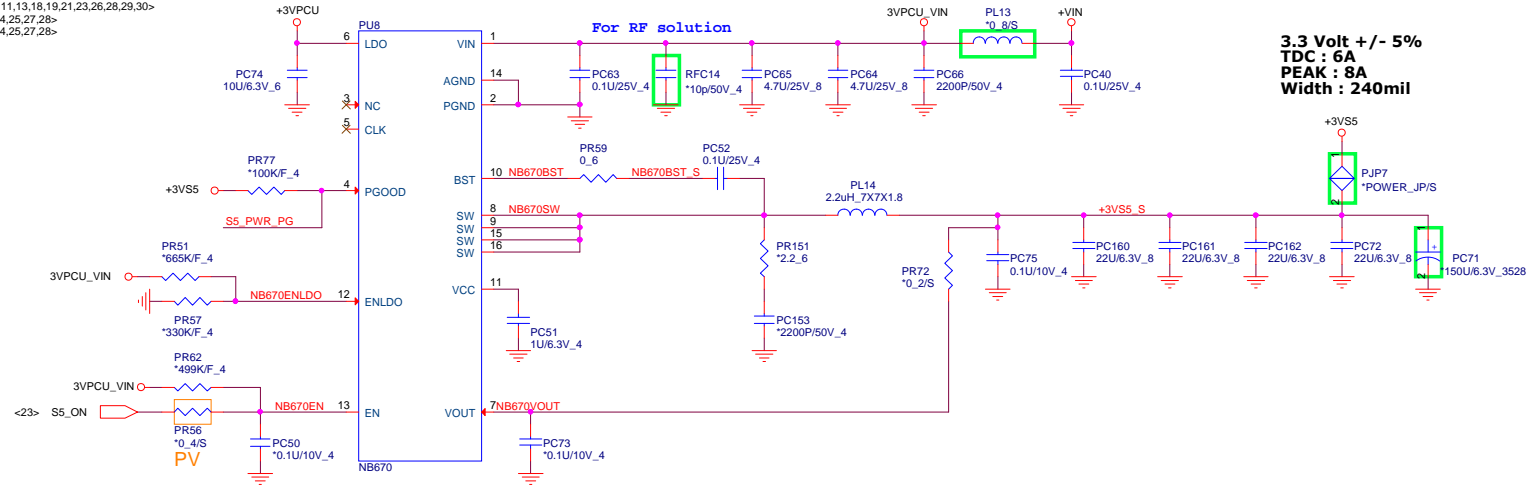 11,13,18,19,21,23,26,28,29,30>
4,25,27,28>
4,25,27,28>
+3VPCU
PU8
For RF solution
3VPCU_VIN
PL13
*0_8/S
+VIN
3.3 Volt +/- 5%
TDC : 6A
PEAK : 8A
Width : 240mil
6 LDO
VIN 1
PC74
10U/6.3V_6
AGND 14
PGND 2
PC63
0.1U/25V_4
RFC14
*10p/50V_4
PC65
4.7U/25V_8
PC64
4.7U/25V_8
PC66
2200P/50V_4
PC40
0.1U/25V_4
3 NC
5 CLK
+3VS5
PR77
*100K/F_4
+3VS5
4 PGOOD
S5_PWR_PG
BST 10 NB670BST
PR59
0_6
NB670BST_S
PC52
0.1U/25V_4
PL14
2.2uH_7X7X1.8
1
PJP7
*POWER_JP/S
2
SW 8 NB670SW
SW 9
SW 15
SW 16
+3VS5_S
PR51
*665K/F_4
3VPCU_VIN
PR57
*330K/F_4
NB670ENLDO 12 ENLDO
VCC 11
PC51
1U/6.3V_4
PR151
*2.2_6
PC153
*2200P/50V_4
PR72
*0_2/S
PC75
0.1U/10V_4
PC160
22U/6.3V_8
PC161
22U/6.3V_8
PC162
22U/6.3V_8
PC72
22U/6.3V_8
1
+
2
PC71
*150U/6.3V_3528
PR62
*499K/F_4
3VPCU_VIN
<23> S5_ON
PR56
*0_4/S
PV
NB670EN 13 EN
PC50
*0.1U/10V_4
VOUT 7 NB670VOUT
PC73
*0.1U/10V_4
NB670